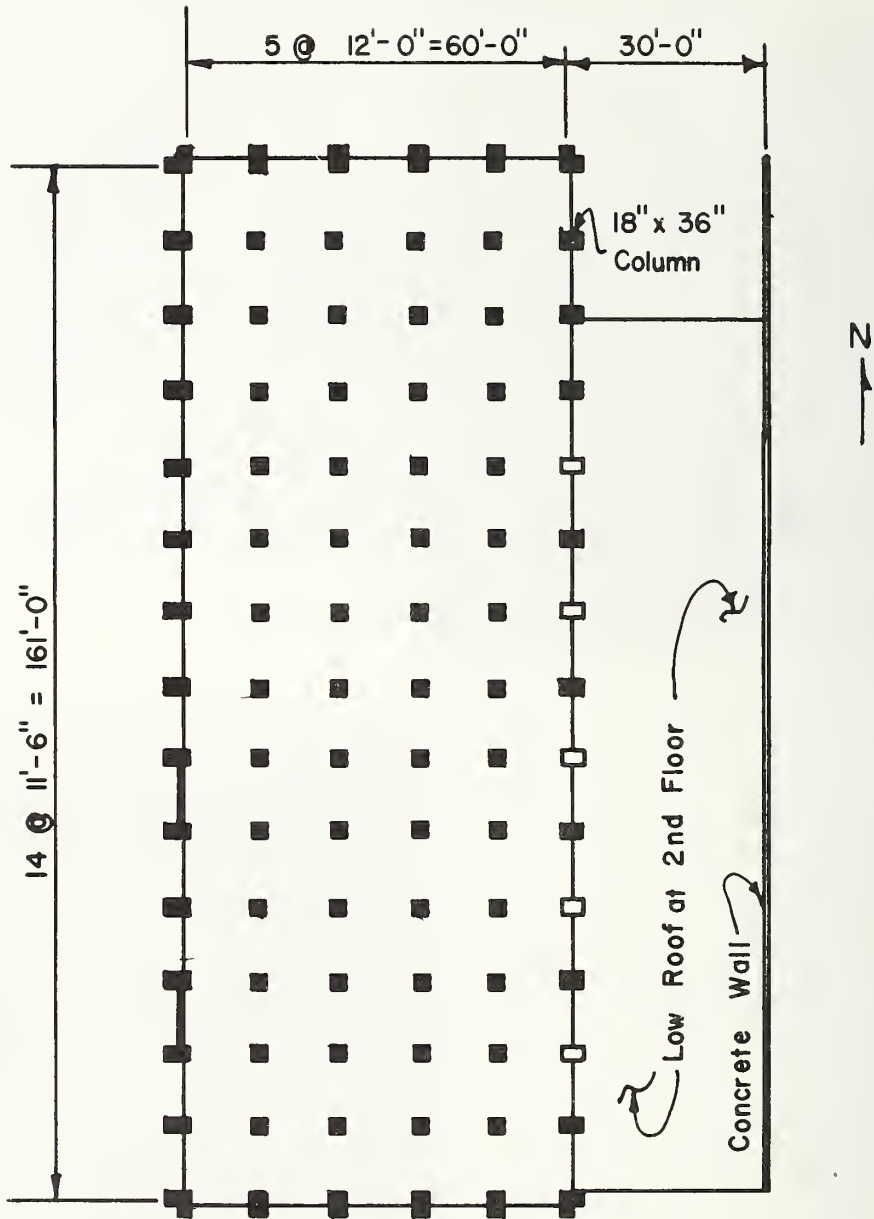 5 @ 12'-0"=60'-0"
30'-0"
18" x 36"
Column
N
14 @ 11'-6" = 161'-0"
Low Roof at 2nd Floor
Concrete Wall